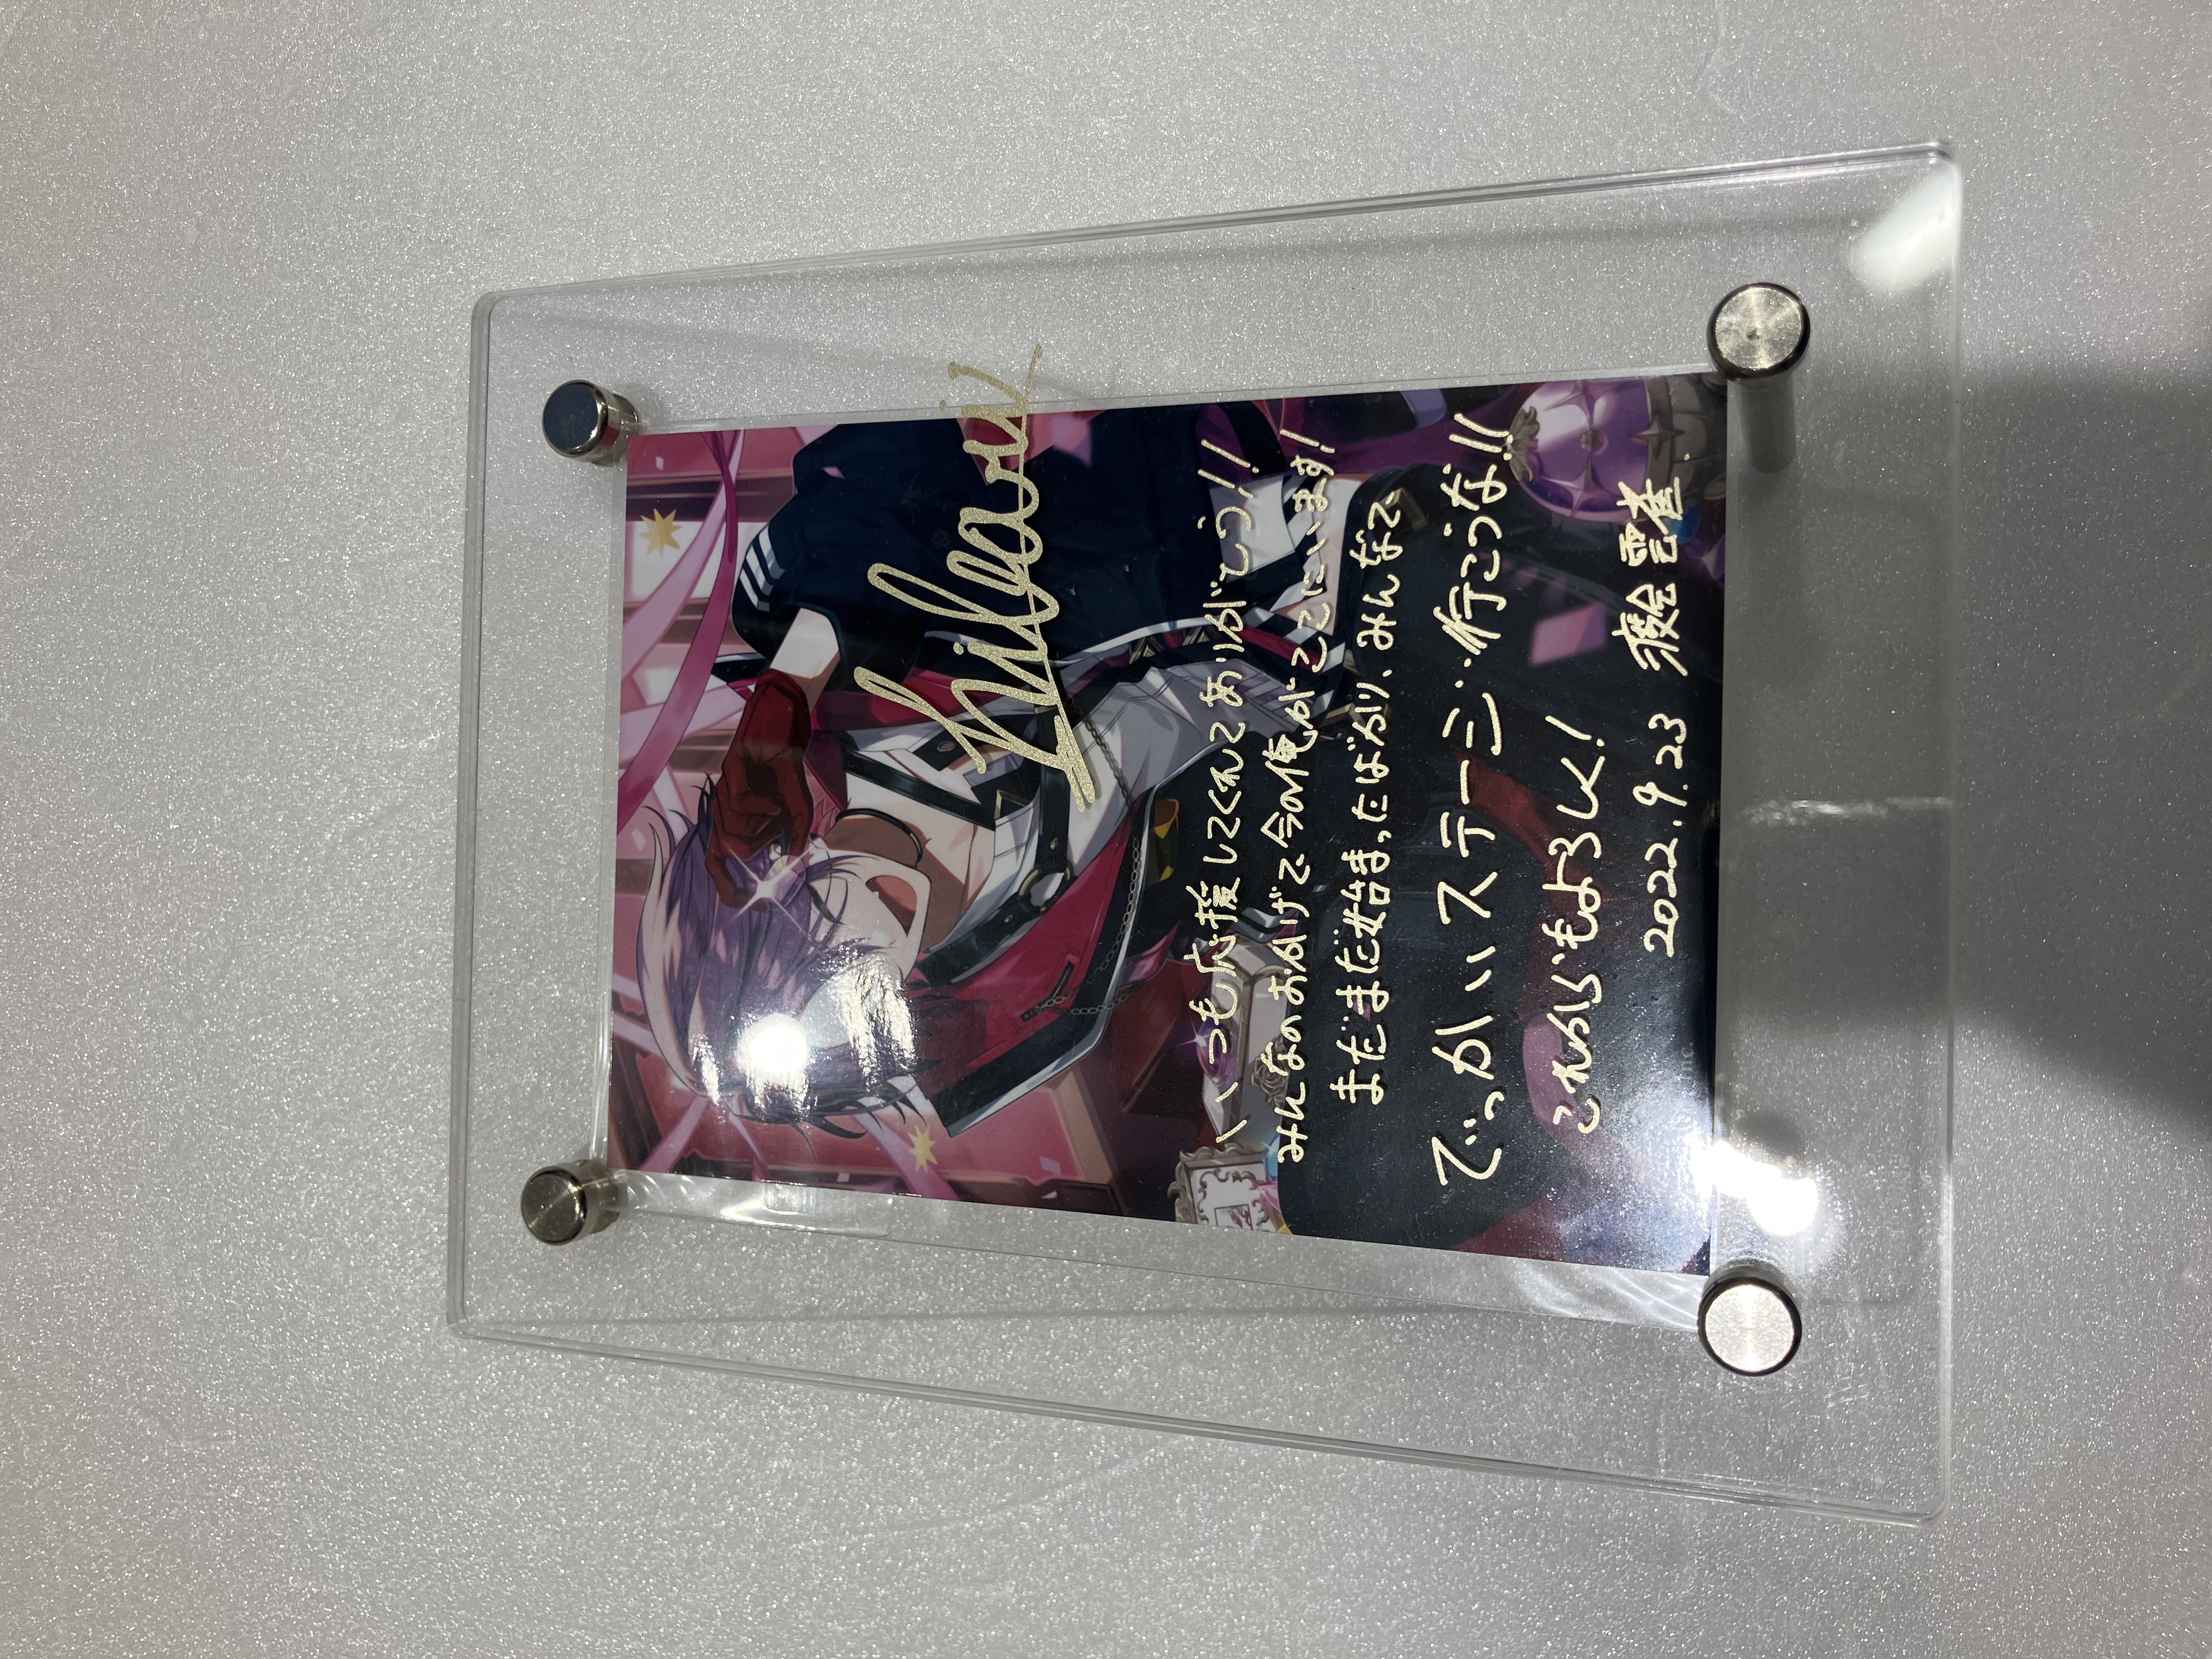 hibari
いつも応援してくれてありがとう!!
みんなのおかげで今の俺がここにいます!
まだまだ始まったばかり、みんなで、
でっかいステージ…行こうな!!
これからもよろしく!
2022.9.23